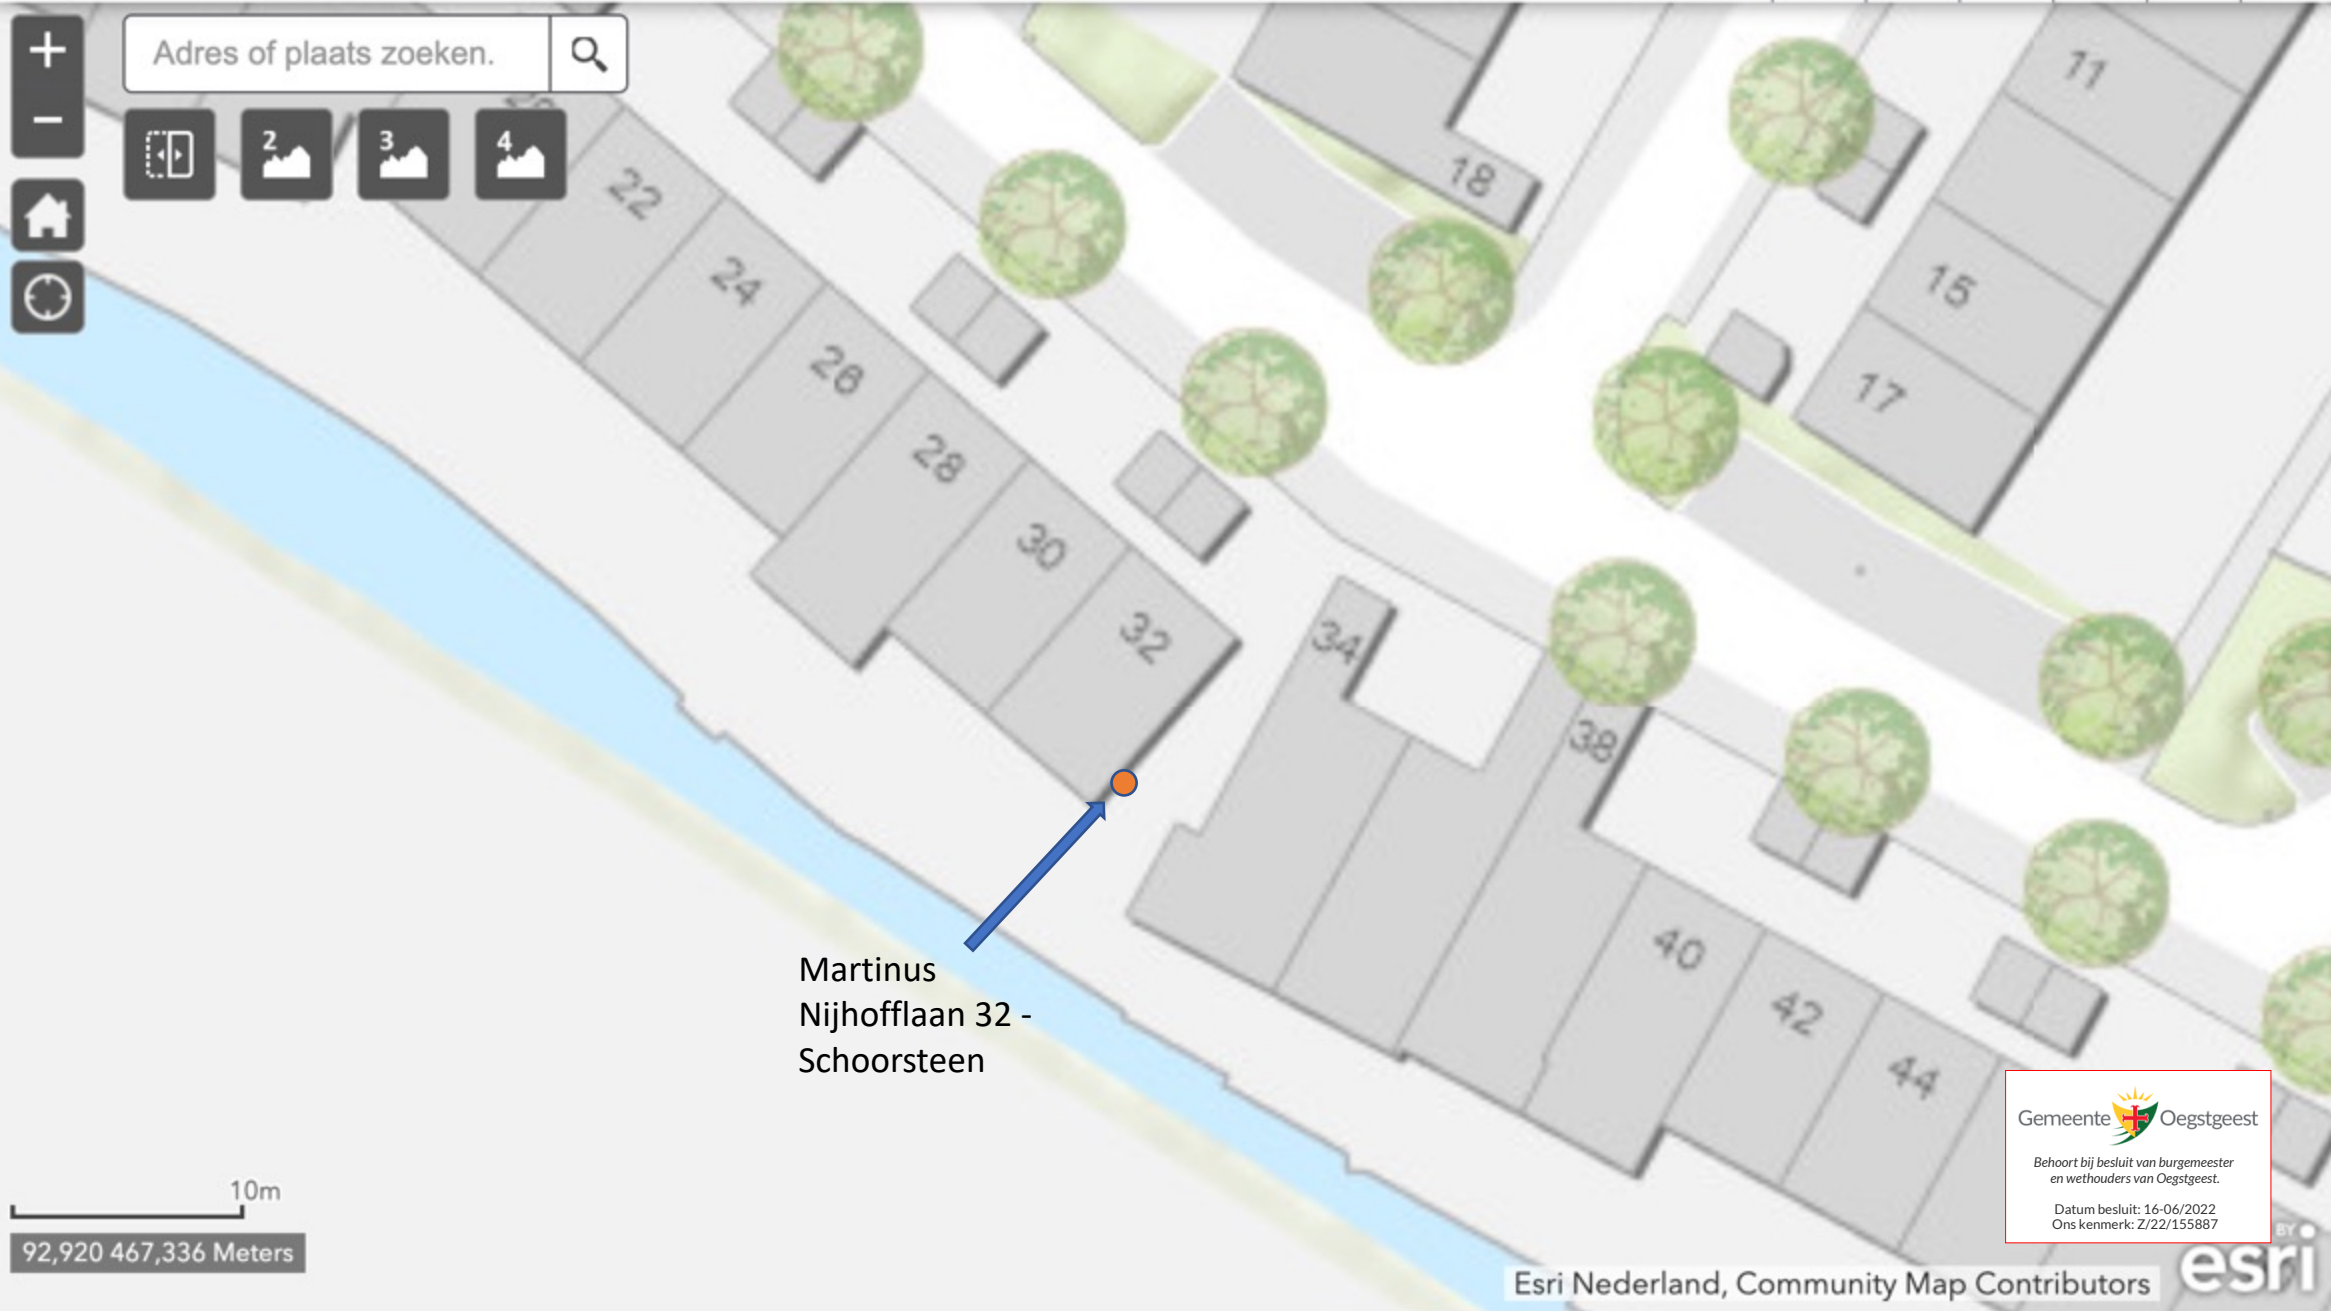 +
Adres of plaats zoeken.
−
2
3
4
11
18
22
24
15
26
17
28
30
32
34
38
40
42
44
Martinus
Nijhofflaan 32 -
Schoorsteen
10m
92,920 467,336 Meters
Gemeente Oegstgeest
Behoort bij besluit van burgemeester
en wethouders van Oegstgeest.
Datum besluit: 16-06/2022
Ons kenmerk: Z/22/155887
BY
esri
Esri Nederland, Community Map Contributors